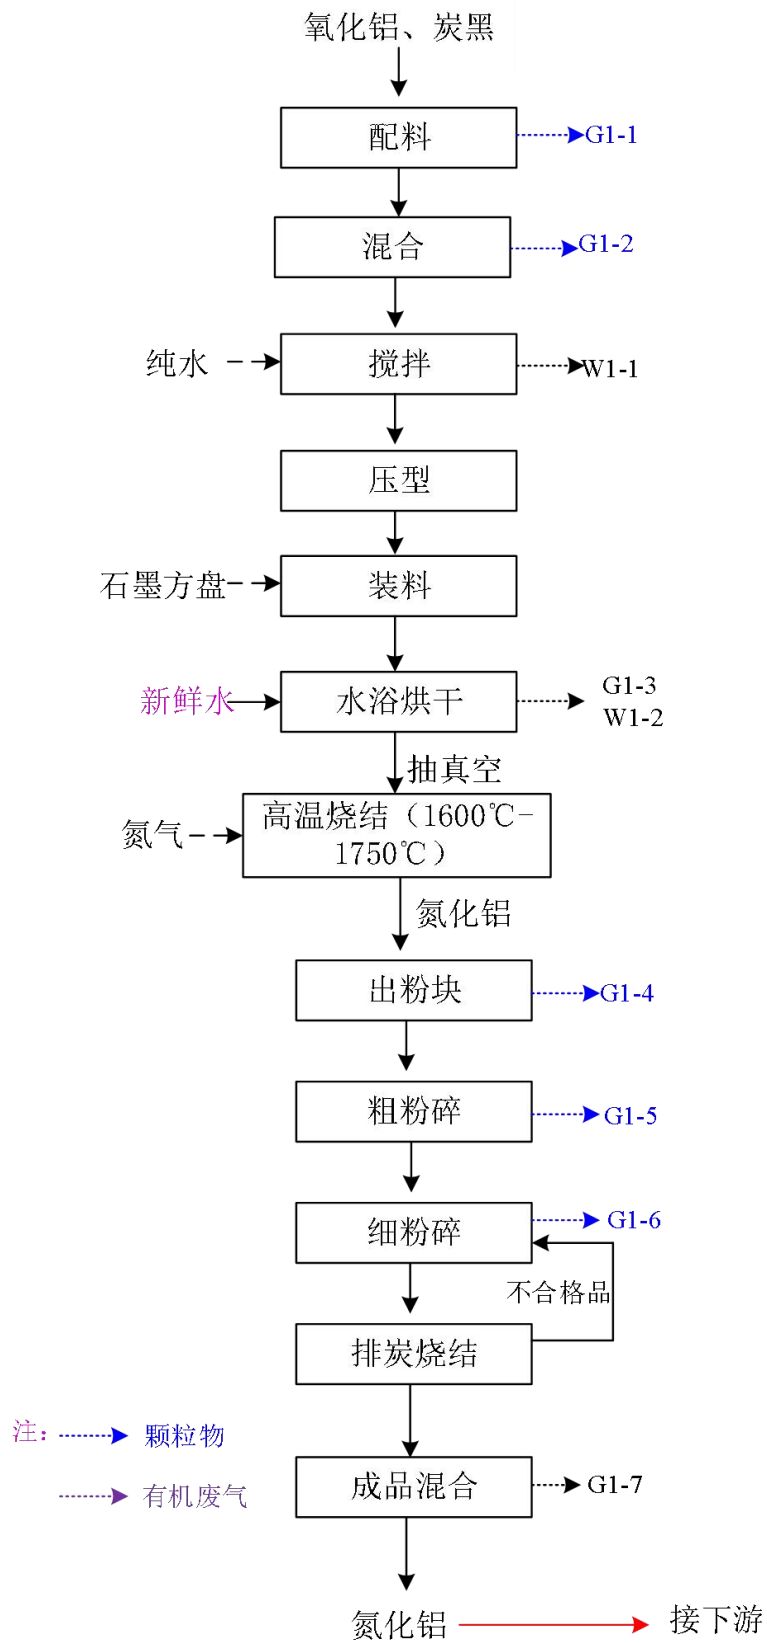 氧化铝、炭黑
配料
G1-1
混合
G1-2
纯水
搅拌
W1-1
压型
石墨方盘
装料
新鲜水
水浴烘干
G1-3
W1-2
抽真空
氮气
高温烧结（1600℃-
1750℃）
氮化铝
出粉块
G1-4
粗粉碎
G1-5
细粉碎
G1-6
不合格品
排炭烧结
注：
颗粒物
有机废气
成品混合
G1-7
氮化铝
接下游